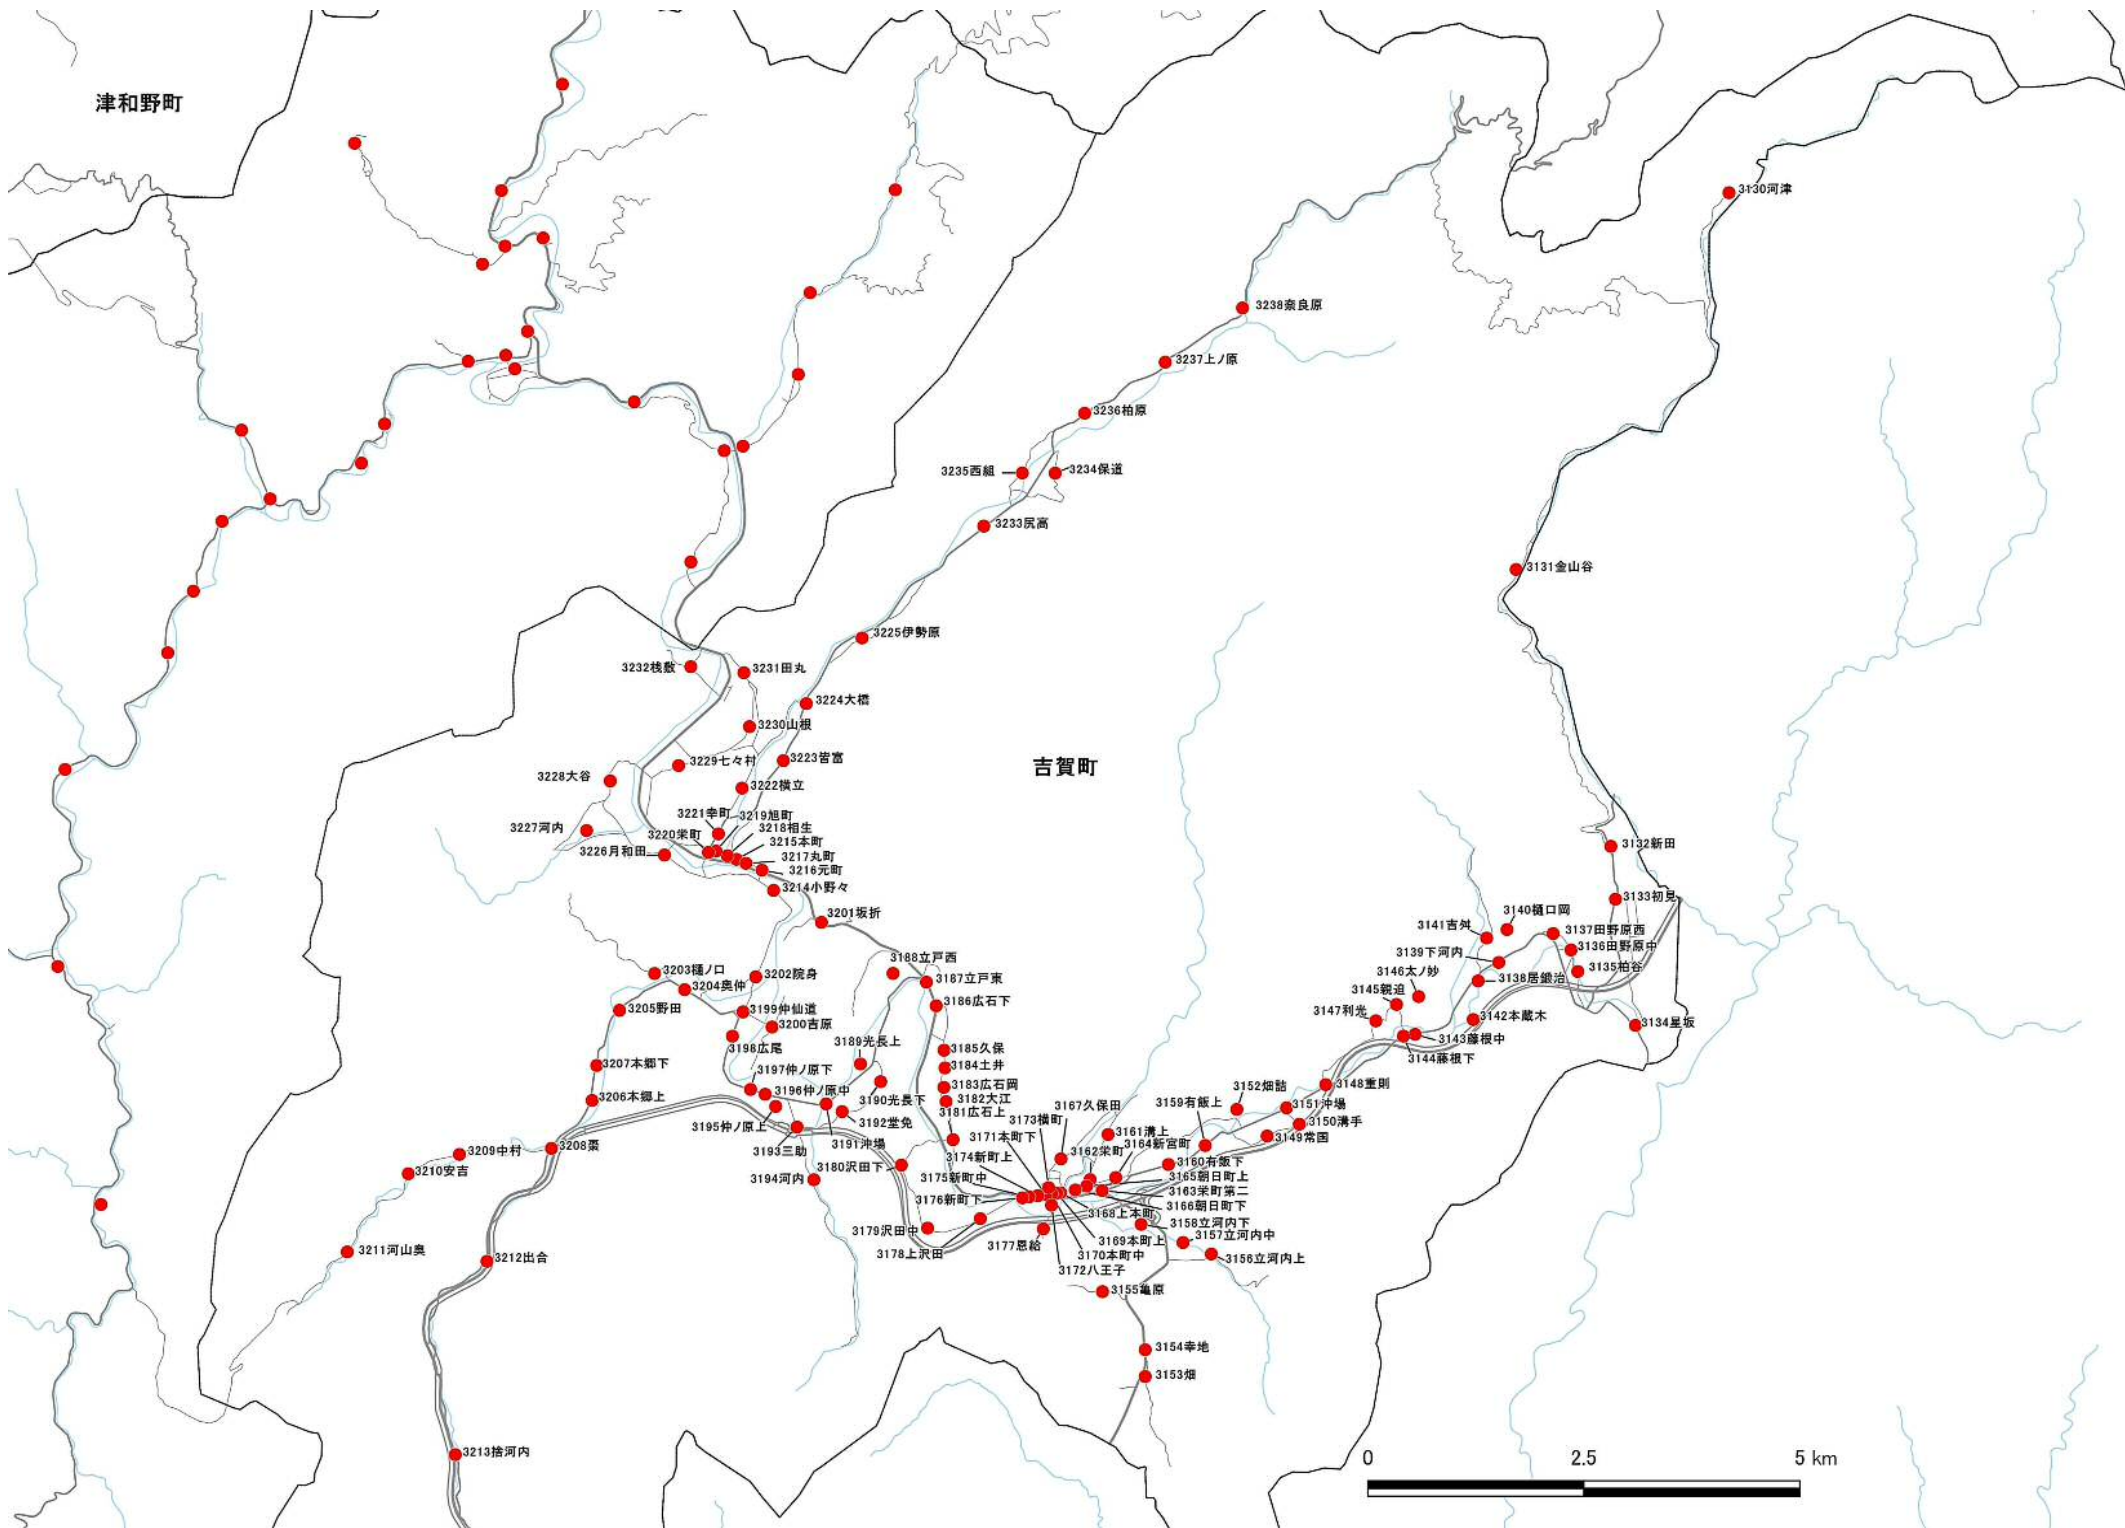 津和野町
3130河津
3238奈良原
3237上ノ原
3236柏原
3235西組
3234保道
3233尻高
3131金山谷
3225伊勢原
3232桟敷
3231田丸
3224大橋
3230山根
3223皆富
3229七々村
吉賀町
3228大谷
3222横立
3221幸町
3219旭町
3227河内
3220栄町
3218相生
3215本町
3226月和田
3217丸町
3216元町
3132新田
3214小野々
3133初見
3201坂折
3140樋口岡
3141吉舛
3137田野原西
3136田野原中
3188立戸西
3139下河内
3203樋ノ口
3202院身
3187立戸東
3146太ノ妙
3135柏谷
3204奥仲
3138居鍛治
3145親迫
3186広石下
3205野田
3199仲仙道
3147利光
3142本蔵木
3134星坂
3200吉原
3189光長上
3143藤根中
3198広尾
3185久保
3144藤根下
3207本郷下
3197仲ノ原下
3184土井
3183広石岡
3152畑詰
3148重則
3206本郷上
3196仲ノ原中
3190光長下
3182大江
3159有飯上
3151沖場
3167久保田
3181広石上
3173横町
3192堂免
3150溝手
3195仲ノ原上
3161溝上
3149常国
3171本町下
3164新宮町
3191沖場
3208棗
3193三助
3162栄町
3209中村
3174新町上
3160有飯下
3180沢田下
3210安吉
3175新町中
3165朝日町上
3194河内
3163栄町第二
3176新町下
3166朝日町下
3168上本町
3158立河内下
3179沢田中
3157立河内中
3169本町上
3177恩給
3178上沢田
3170本町中
3156立河内上
3211河山奥
3212出合
3172八王子
3155亀原
3154幸地
3153畑
3213捨河内
0 2.5 5 km